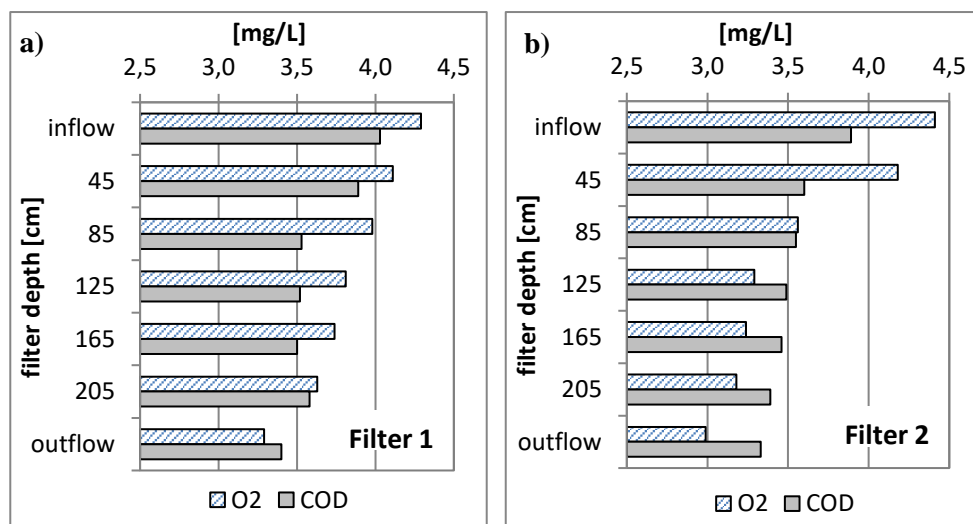 a)
[mg/L]
2,5 3,0 3,5 4,0 4,5
filter depth [cm]
inflow
45
85
125
165
205
outflow
Filter 1
O2 COD
b)
[mg/L]
2,5 3,0 3,5 4,0 4,5
filter depth [cm]
inflow
45
85
125
165
205
outflow
Filter 2
O2 COD